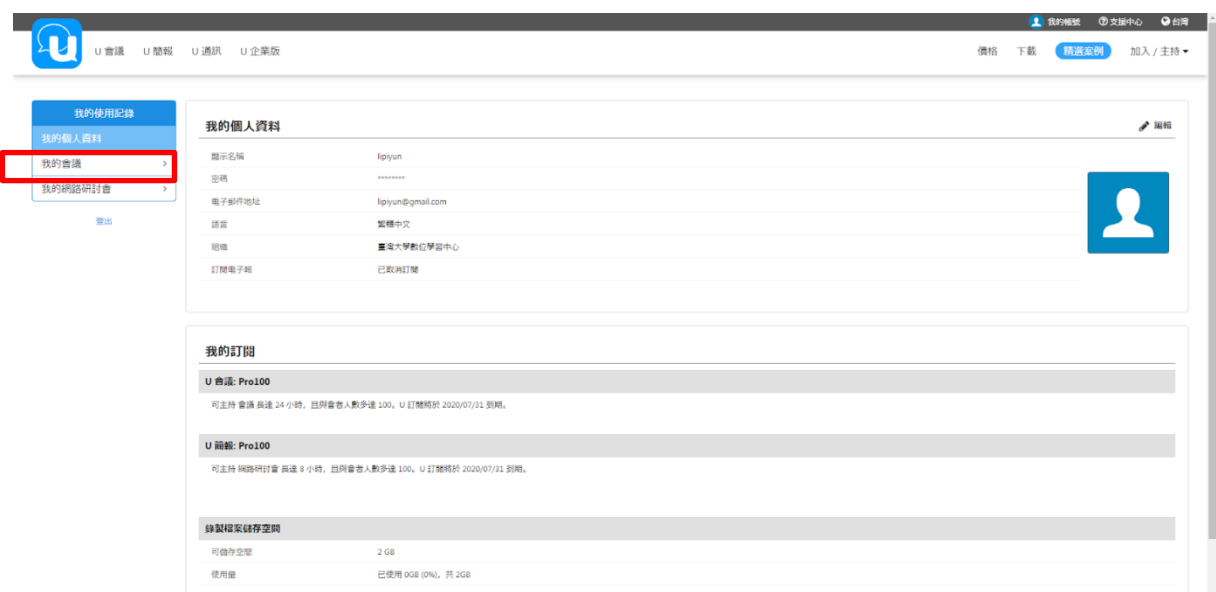 我的帳號 支援中心 台灣
U 會議 U 簡報 U 通訊 U 企業版 價格 下載 精選案例 加入 / 主持
我的使用記錄
我的個人資料
我的會議
我的網路研討會
登出
我的個人資料 編輯
顯示名稱 lipiyun
密碼 ********
電子郵件地址 lipiyun@gmail.com
語言 繁體中文
組織 臺灣大學數位學習中心
訂閱電子報 已取消訂閱
我的訂閱
U 會議: Pro100
可主持 會議 長達 24 小時，且與會者人數多達 100。U 訂閱將於 2020/07/31 到期。
U 簡報: Pro100
可主持 網路研討會 長達 8 小時，且與會者人數多達 100。U 訂閱將於 2020/07/31 到期。
錄製檔案儲存空間
可儲存空間 2 GB
使用量 已使用 0GB (0%)，共 2GB